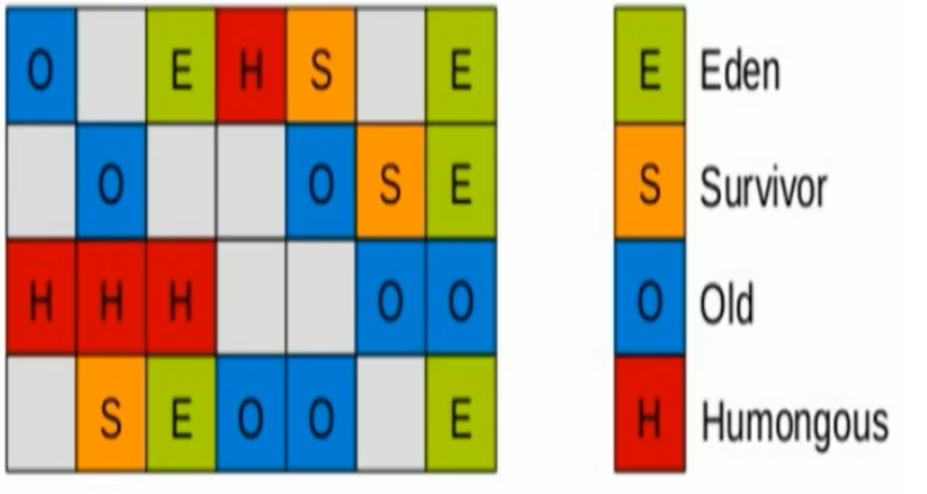 O E H S E
O O S E
H H H O O
S E O O E
E Eden
S Survivor
O Old
H Humongous